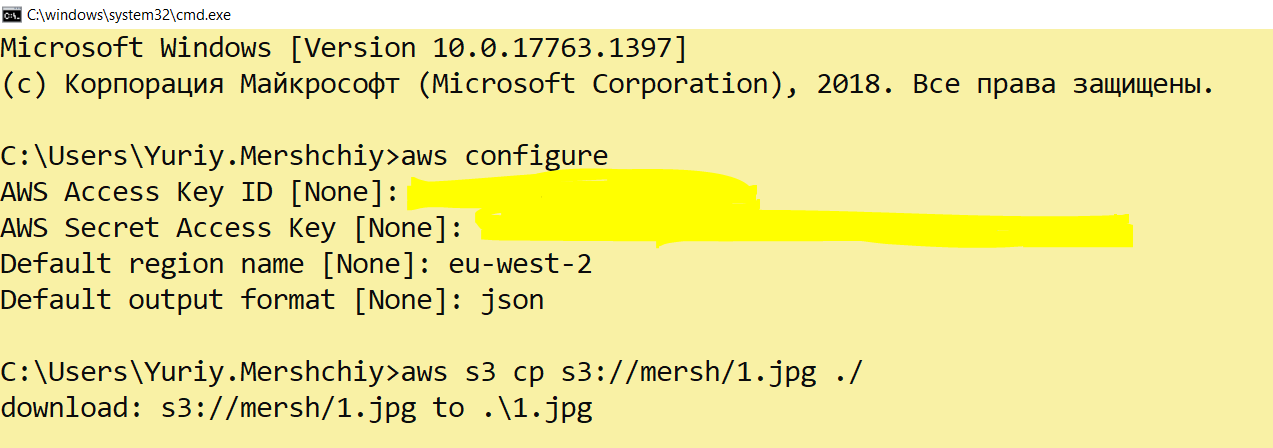 C:\windows\system32\cmd.exe
Microsoft Windows [Version 10.0.17763.1397]
(c) Корпорация Майкрософт (Microsoft Corporation), 2018. Все права защищены.
C:\Users\Yuriy.Mershchiy>aws configure
AWS Access Key ID [None]:
AWS Secret Access Key [None]:
Default region name [None]: eu-west-2
Default output format [None]: json
C:\Users\Yuriy.Mershchiy>aws s3 cp s3://mersh/1.jpg ./
download: s3://mersh/1.jpg to .\1.jpg